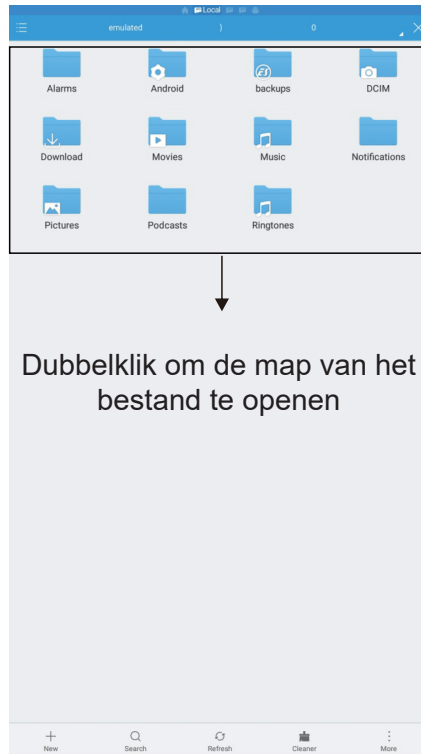 Local
emulated ) 0
Alarms Android backups DCIM
Download Movies Music Notifications
Pictures Podcasts Ringtones
Dubbelklik om de map van het
bestand te openen
New Search Refresh Cleaner More